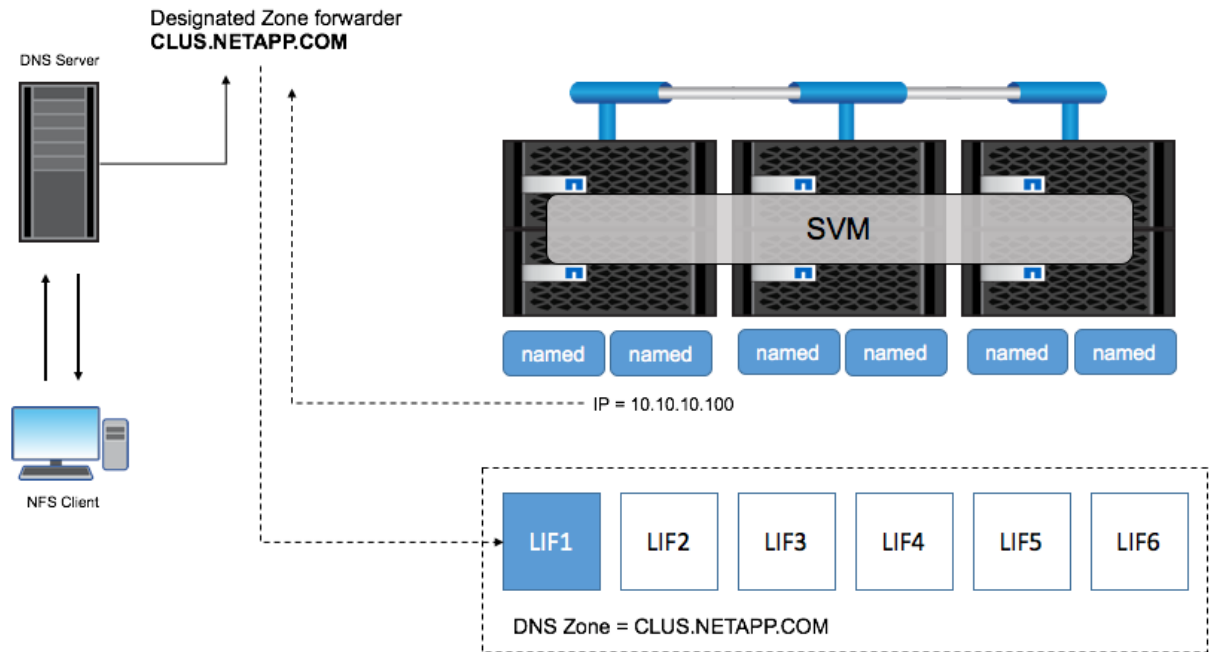 Designated Zone forwarder
CLUS.NETAPP.COM
DNS Server
SVM
named named named named named named
IP = 10.10.10.100
NFS Client
LIF1 LIF2 LIF3 LIF4 LIF5 LIF6
DNS Zone = CLUS.NETAPP.COM